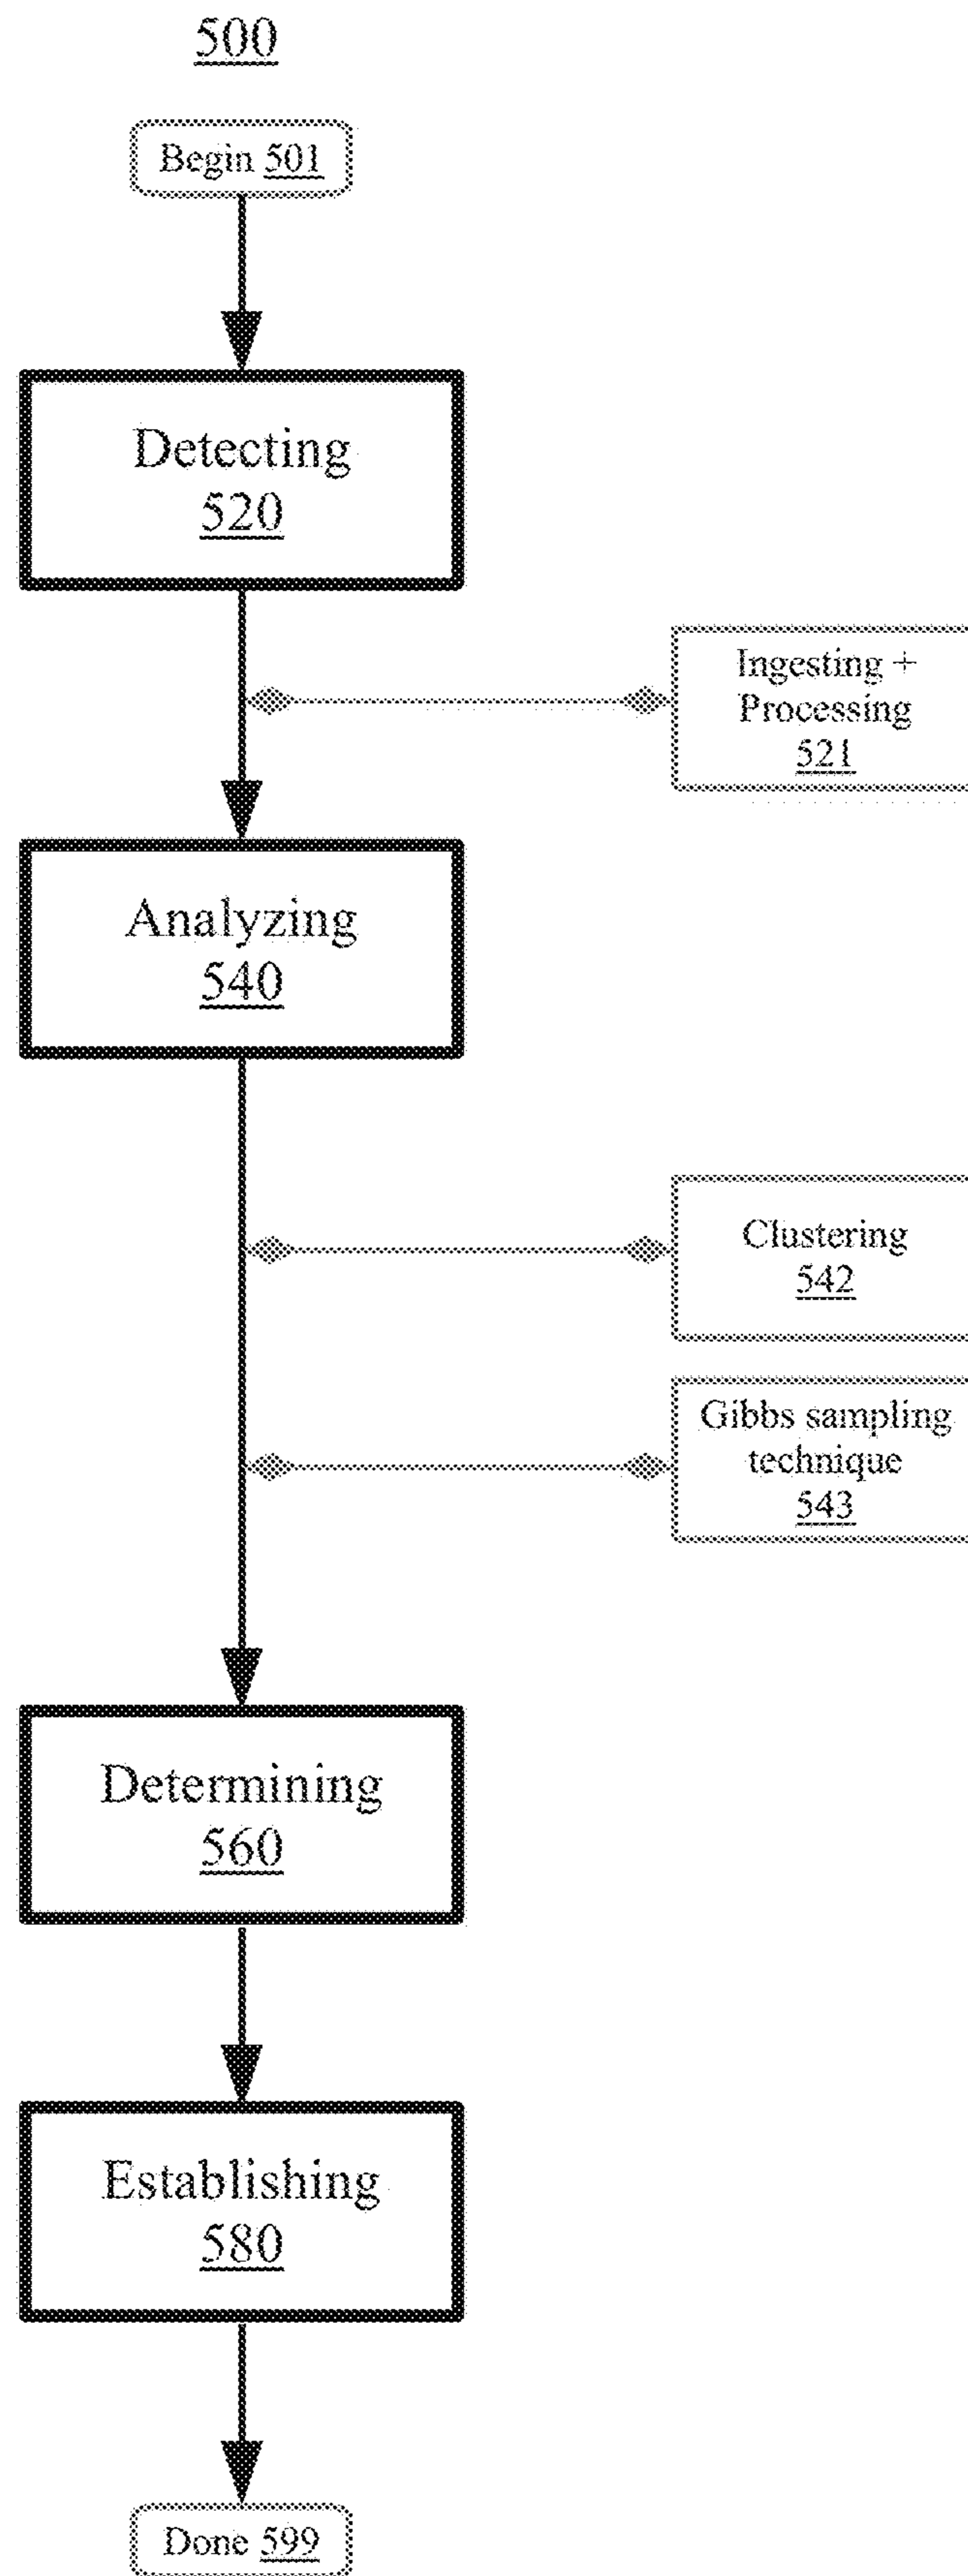 500
Begin 501
Detecting
520
Ingesting +
Processing
521
Analyzing
540
Clustering
542
Gibbs sampling
technique
543
Determining
560
Establishing
580
Done 599